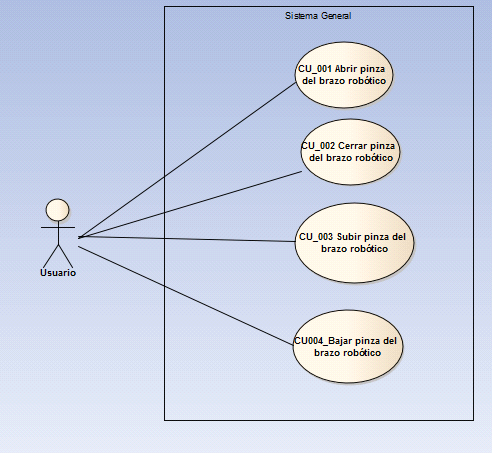 Sistema General
CU_001 Abrir pinza
del brazo robótico
CU_002 Cerrar pinza
del brazo robótico
CU_003 Subir pinza del
brazo robótico
Usuario
CU004_Bajar pinza del
brazo robótico